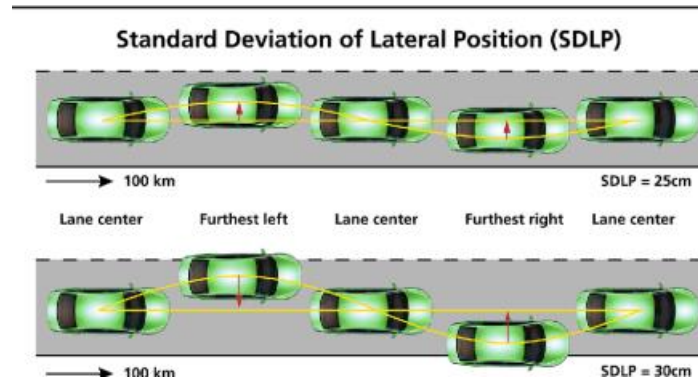 Standard Deviation of Lateral Position (SDLP)
100 km
SDLP = 25cm
Lane center
Furthest left
Lane center
Furthest right
Lane center
100 km
SDLP = 30cm